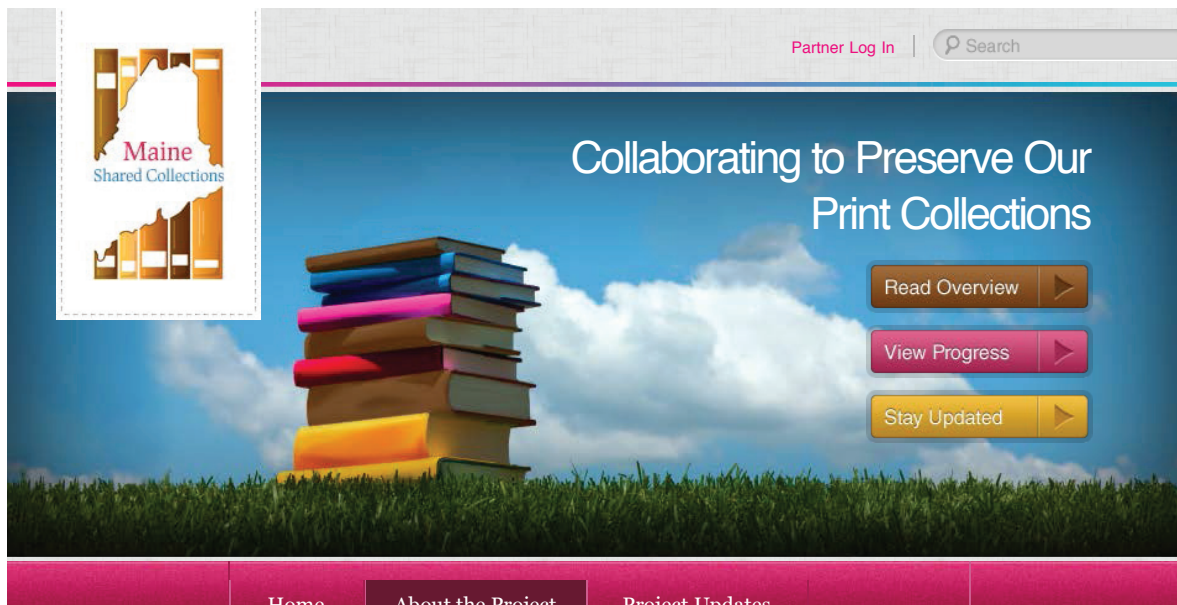 Partner Log In
Search
Maine
Shared Collections
Collaborating to Preserve Our
Print Collections
Read Overview
View Progress
Stay Updated
Home
About the Project
Project Updates